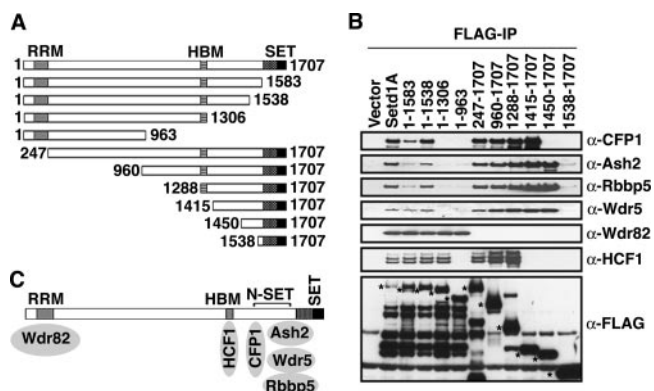 A
RRM HBM SET
1 1707
1 1583
1 1538
1 1306
1 963
247 1707
960 1707
1288 1707
1415 1707
1450 1707
1538 1707
B
FLAG-IP
Vector
Setd1A
1-1583
1-1538
1-1306
1-963
247-1707
960-1707
1288-1707
1415-1707
1450-1707
1538-1707
α-CFP1
α-Ash2
α-Rbbp5
α-Wdr5
α-Wdr82
α-HCF1
α-FLAG
C
RRM HBM N-SET SET
Wdr82 HCF1 CFP1 Ash2
Wdr5
Rbbp5